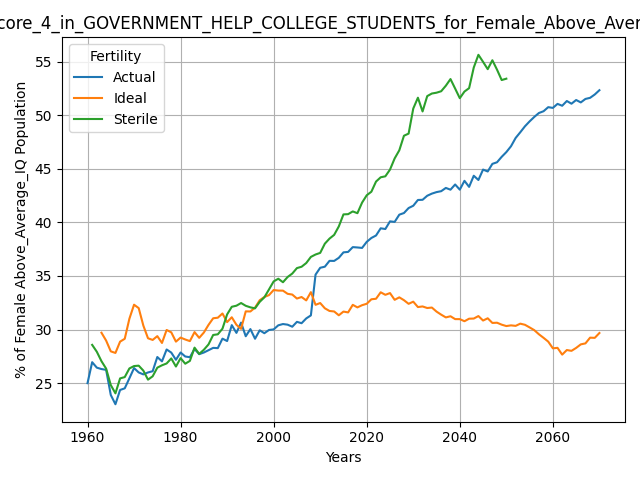 core_4_in_GOVERNMENT_HELP_COLLEGE_STUDENTS_for_Female_Above_Aver
Fertility
Actual
Ideal
Sterile
% of Female Above_Average_IQ Population
55
50
45
40
35
30
25
1960 1980 2000 2020 2040 2060
Years